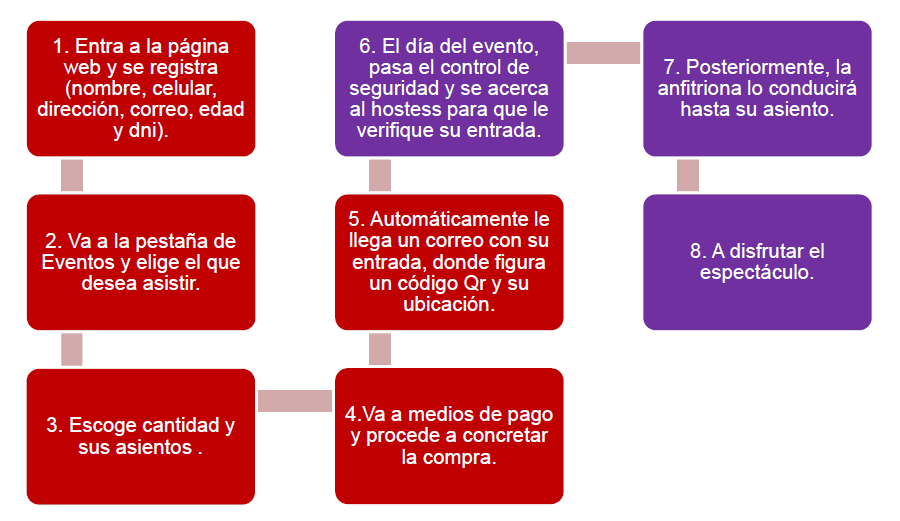 1. Entra a la página
web y se registra
(nombre, celular,
dirección, correo, edad
y dni).
2. Va a la pestaña de
Eventos y elige el que
desea asistir.
3. Escoge cantidad y
sus asientos .
4.Va a medios de pago
y procede a concretar
la compra.
5. Automáticamente le
llega un correo con su
entrada, donde figura
un código Qr y su
ubicación.
6. El día del evento,
pasa el control de
seguridad y se acerca
al hostess para que le
verifique su entrada.
7. Posteriormente, la
anfitriona lo conducirá
hasta su asiento.
8. A disfrutar el
espectáculo.